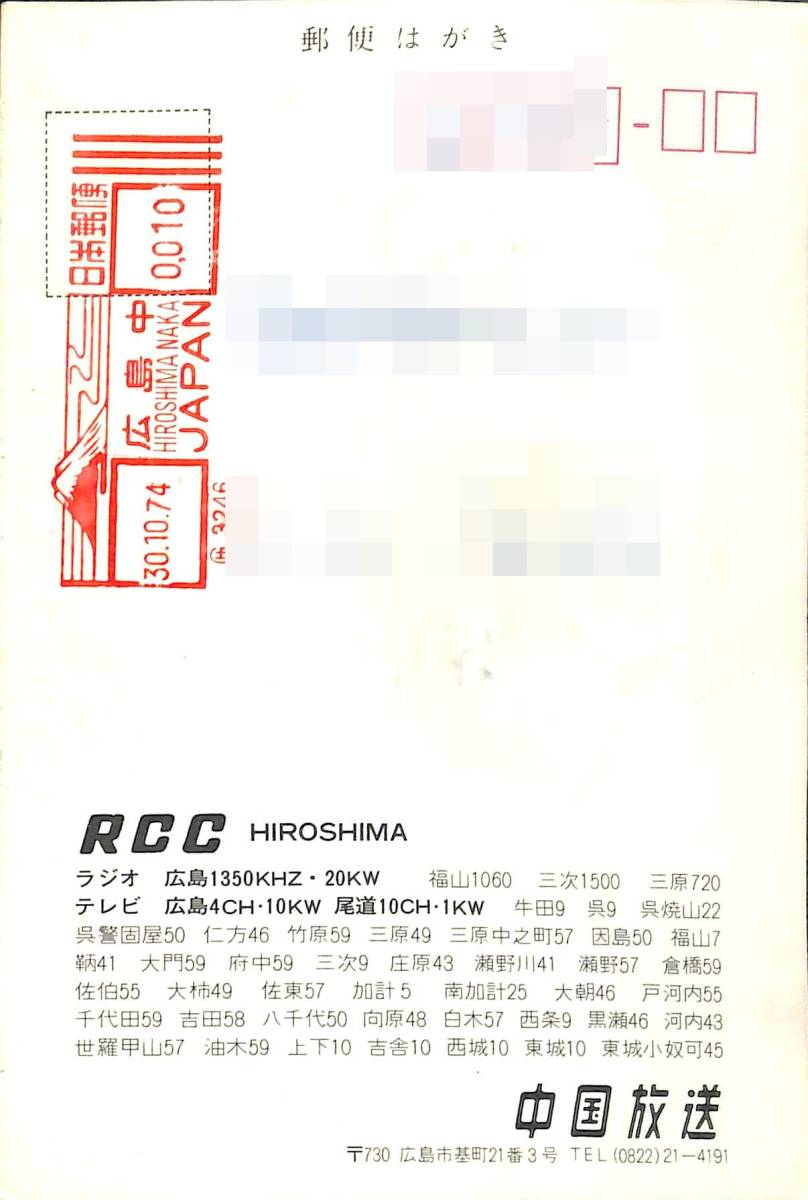 郵便はがき
日本郵便
0,010
広島中
HIROSHIMA NAKA
JAPAN
30.10.74
3246
RCC HIROSHIMA
ラジオ 広島1350KHZ・20KW 福山1060 三次1500 三原720
テレビ 広島4CH・10KW 尾道10CH・1KW 牛田9 呉9 呉焼山22
呉警固屋50 仁方46 竹原59 三原49 三原中之町57 因島50 福山7
鞆41 大門59 府中59 三次9 庄原43 瀬野川41 瀬野57 倉橋59
佐伯55 大柿49 佐東57 加計5 南加計25 大朝46 戸河内55
千代田59 吉田58 八千代50 向原48 白木57 西条9 黒瀬46 河内43
世羅甲山57 油木59 上下10 吉舎10 西城10 東城10 東城小奴可45
中国放送
〒730 広島市基町21番3号 TEL(0822)21-4191